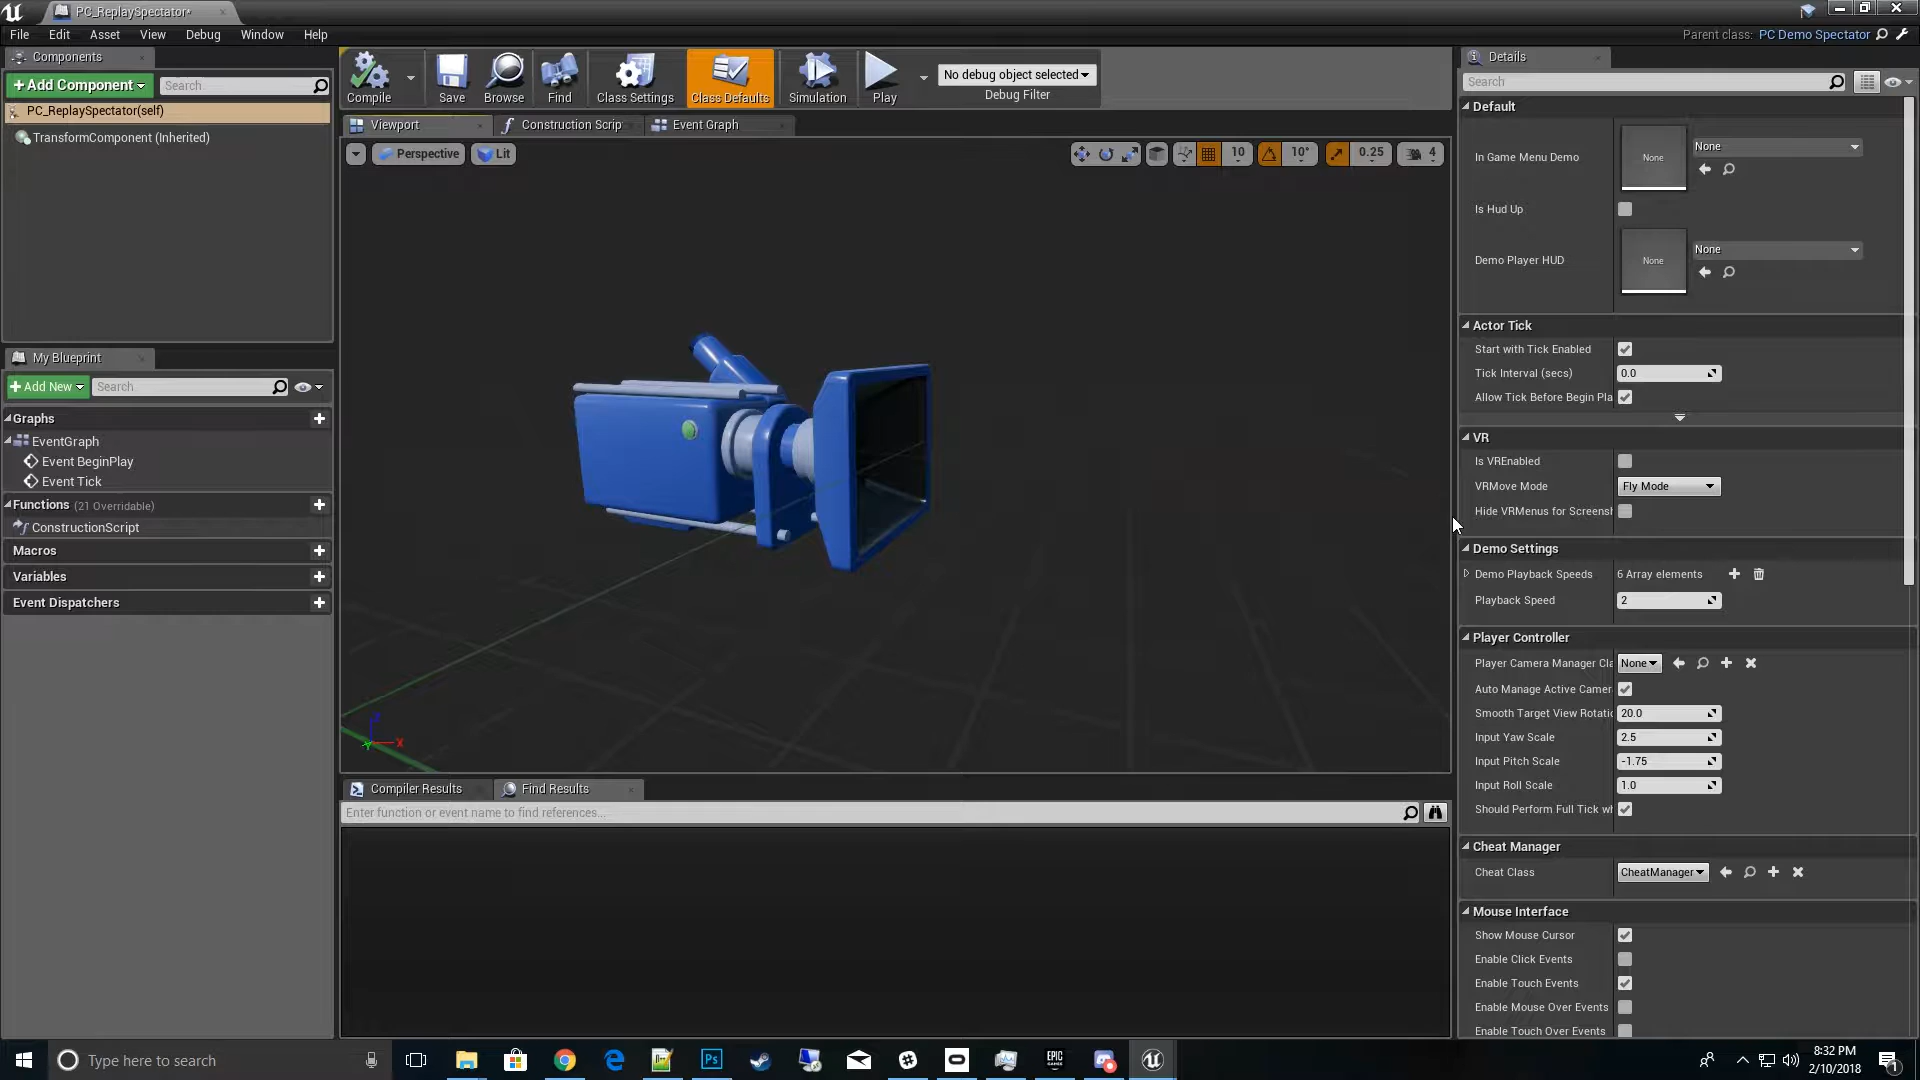 PC_ReplaySpectator*
File Edit Asset View Debug Window Help
Parent class: PC Demo Spectator
Components
+Add Component
Search
PC_ReplaySpectator(self)
TransformComponent (Inherited)
My Blueprint
+Add New
Search
Graphs
EventGraph
Event BeginPlay
Event Tick
Functions (21 Overridable)
ConstructionScript
Macros
Variables
Event Dispatchers
Compile
Save
Browse
Find
Class Settings
Class Defaults
Simulation
Play
No debug object selected
Debug Filter
Viewport
Construction Scrip
Event Graph
Perspective
Lit
10
10°
0.25
4
Z
Y
X
Compiler Results
Find Results
Enter function or event name to find references...
Details
Search
Default
In Game Menu Demo
None
None
Is Hud Up
Demo Player HUD
None
None
Actor Tick
Start with Tick Enabled
Tick Interval (secs) 0.0
Allow Tick Before Begin Pla
VR
Is VREnabled
VRMove Mode Fly Mode
Hide VRMenus for Screensh
Demo Settings
Demo Playback Speeds 6 Array elements
Playback Speed 2
Player Controller
Player Camera Manager Cla None
Auto Manage Active Camer
Smooth Target View Rotatic 20.0
Input Yaw Scale 2.5
Input Pitch Scale -1.75
Input Roll Scale 1.0
Should Perform Full Tick wh
Cheat Manager
Cheat Class CheatManager
Mouse Interface
Show Mouse Cursor
Enable Click Events
Enable Touch Events
Enable Mouse Over Events
Enable Touch Over Events
Type here to search
Ps
EPIC
GAMES
8:32 PM
2/10/2018
1